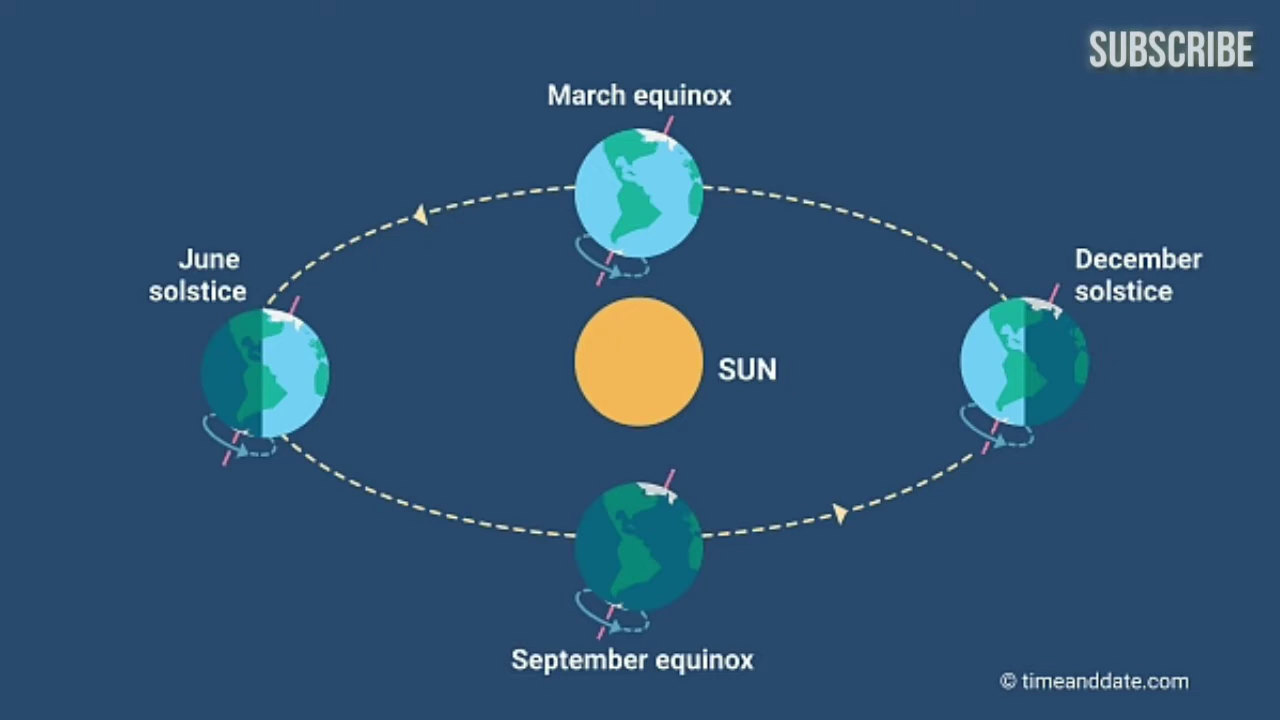 SUBSCRIBE
March equinox
June
solstice
December
solstice
SUN
September equinox
© timeanddate.com